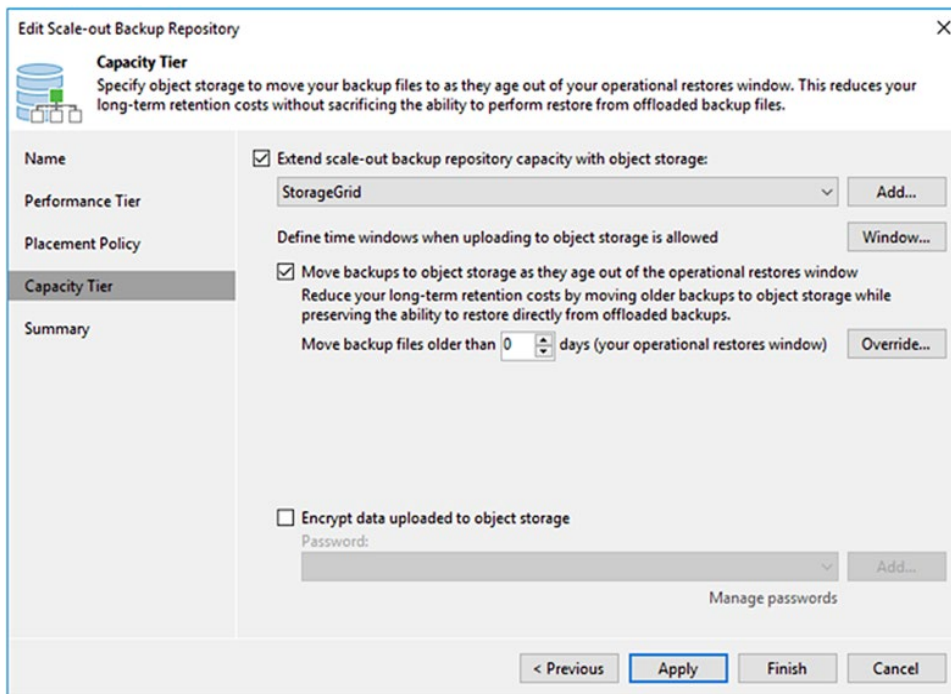 Edit Scale-out Backup Repository
Capacity Tier
Specify object storage to move your backup files to as they age out of your operational restores window. This reduces your
long-term retention costs without sacrificing the ability to perform restore from offloaded backup files.
Name
Performance Tier
Placement Policy
Capacity Tier
Summary
Extend scale-out backup repository capacity with object storage:
StorageGrid Add...
Define time windows when uploading to object storage is allowed Window...
Move backups to object storage as they age out of the operational restores window
Reduce your long-term retention costs by moving older backups to object storage while
preserving the ability to restore directly from offloaded backups.
Move backup files older than 0 days (your operational restores window) Override...
Encrypt data uploaded to object storage
Password:
Add...
Manage passwords
< Previous Apply Finish Cancel